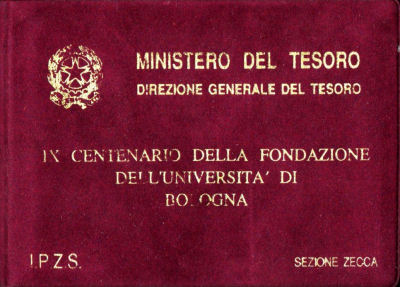 MINISTERO DEL TESORO
DIREZIONE GENERALE DEL TESORO
IX CENTENARIO DELLA FONDAZIONE
DELL'UNIVERSITA' DI
BOLOGNA
I.P.Z.S.
SEZIONE ZECCA